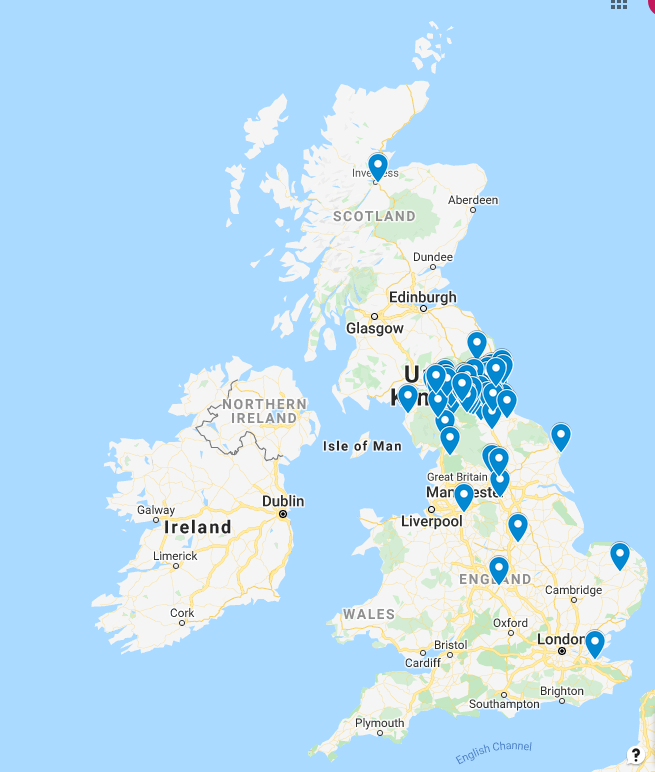 Inverness
SCOTLAND
Aberdeen
Dundee
Edinburgh
Glasgow
NORTHERN
IRELAND
Isle of Man
Great Britain
Galway
Dublin
Ireland
Liverpool
Limerick
ENGLAND
Cambridge
Cork
WALES
Oxford
London
Bristol
Cardiff
Brighton
Southampton
Plymouth
English Channel
?